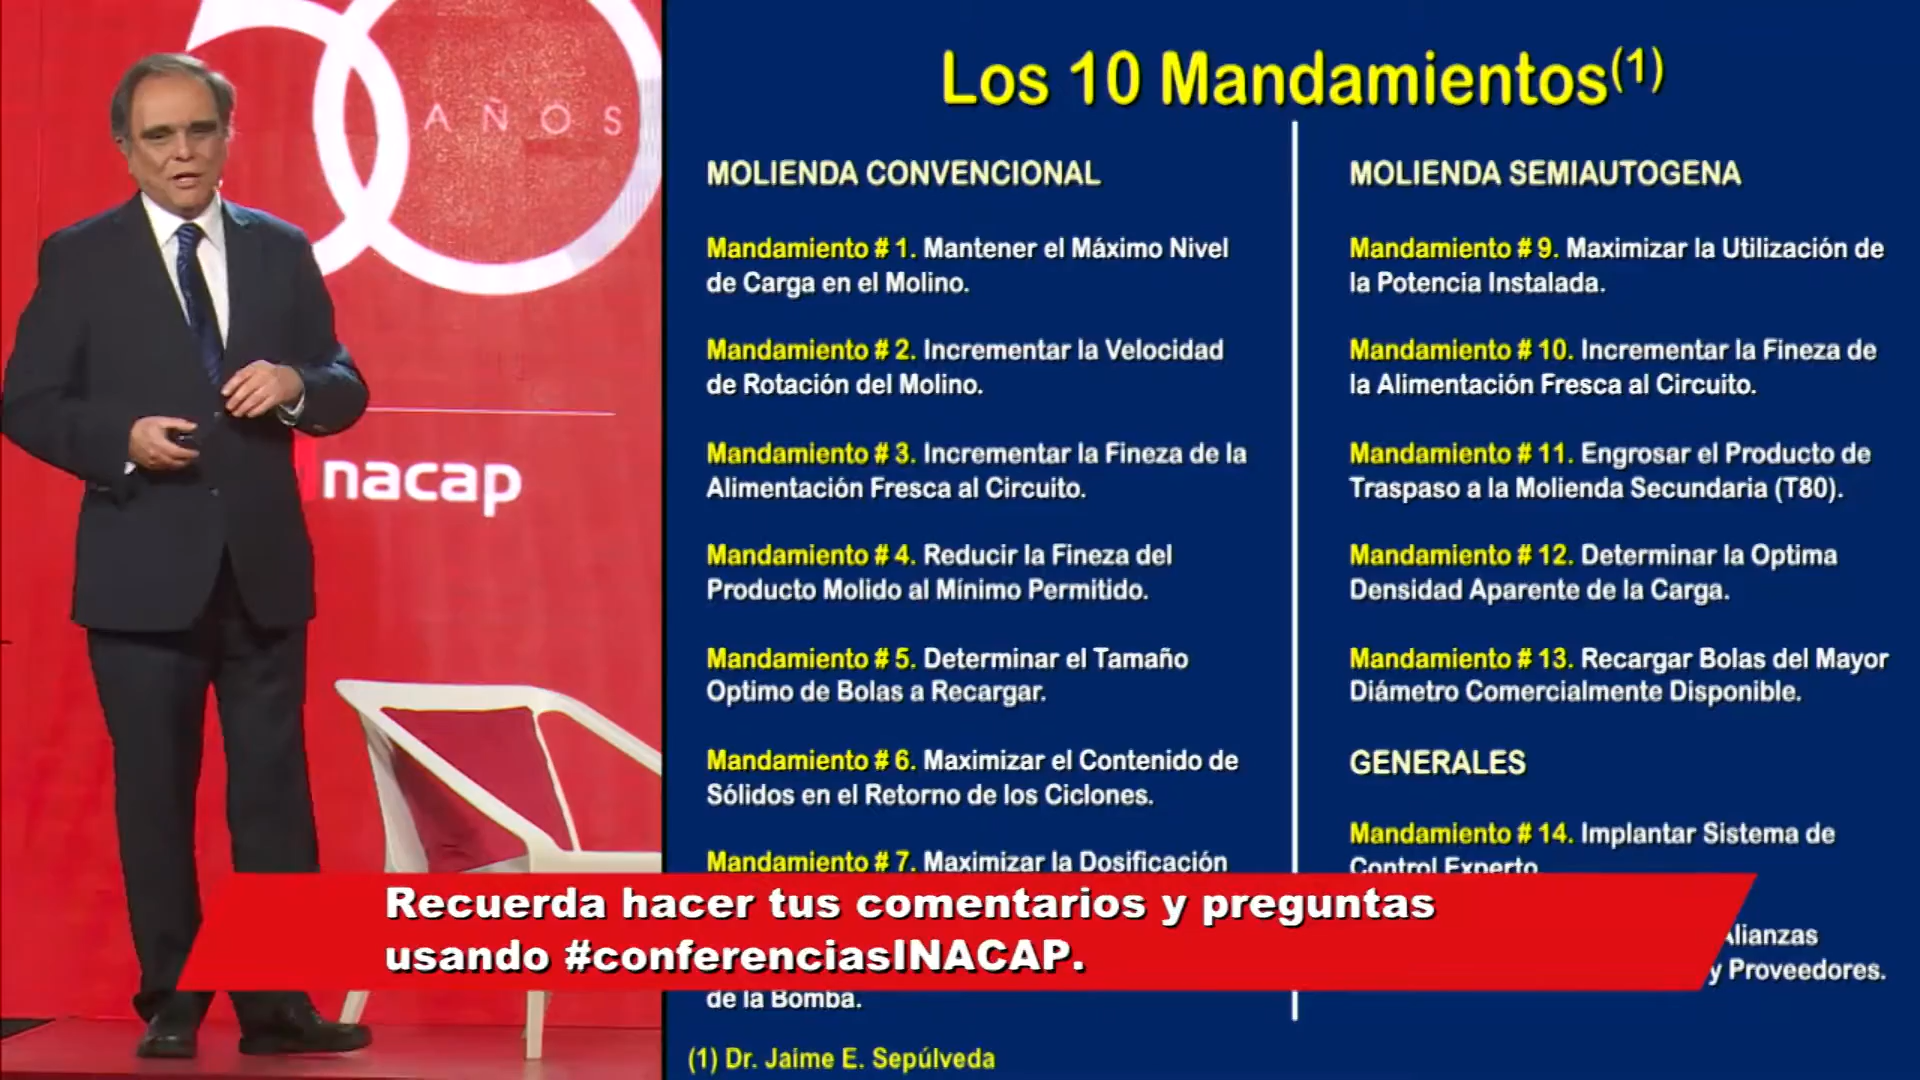 50
AÑOS
inacap
Los 10 Mandamientos(1)
MOLIENDA CONVENCIONAL
Mandamiento # 1. Mantener el Máximo Nivel
de Carga en el Molino.
Mandamiento # 2. Incrementar la Velocidad
de Rotación del Molino.
Mandamiento # 3. Incrementar la Fineza de la
Alimentación Fresca al Circuito.
Mandamiento # 4. Reducir la Fineza del
Producto Molido al Mínimo Permitido.
Mandamiento # 5. Determinar el Tamaño
Optimo de Bolas a Recargar.
Mandamiento # 6. Maximizar el Contenido de
Sólidos en el Retorno de los Ciclones.
Mandamiento # 7. Maximizar la Dosificación
de la Bomba.
MOLIENDA SEMIAUTOGENA
Mandamiento # 9. Maximizar la Utilización de
la Potencia Instalada.
Mandamiento # 10. Incrementar la Fineza de
la Alimentación Fresca al Circuito.
Mandamiento # 11. Engrosar el Producto de
Traspaso a la Molienda Secundaria (T80).
Mandamiento # 12. Determinar la Optima
Densidad Aparente de la Carga.
Mandamiento # 13. Recargar Bolas del Mayor
Diámetro Comercialmente Disponible.
GENERALES
Mandamiento # 14. Implantar Sistema de
Control Experto.
Alianzas
y Proveedores.
Recuerda hacer tus comentarios y preguntas
usando #conferenciasINACAP.
(1) Dr. Jaime E. Sepúlveda